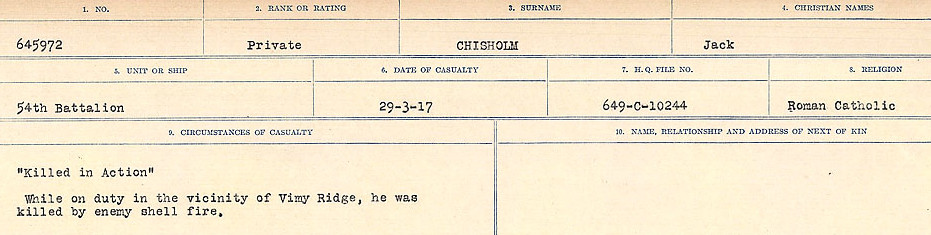 1. NO. 2. RANK OR RATING 3. SURNAME 4. CHRISTIAN NAMES
645972 Private CHISHOLM Jack
5. UNIT OR SHIP 6. DATE OF CASUALTY 7. H.Q. FILE NO. 8. RELIGION
54th Battalion 29-3-17 649-C-10244 Roman Catholic
9. CIRCUMSTANCES OF CASUALTY 10. NAME, RELATIONSHIP AND ADDRESS OF NEXT OF KIN
"Killed in Action"
While on duty in the vicinity of Vimy Ridge, he was
killed by enemy shell fire.